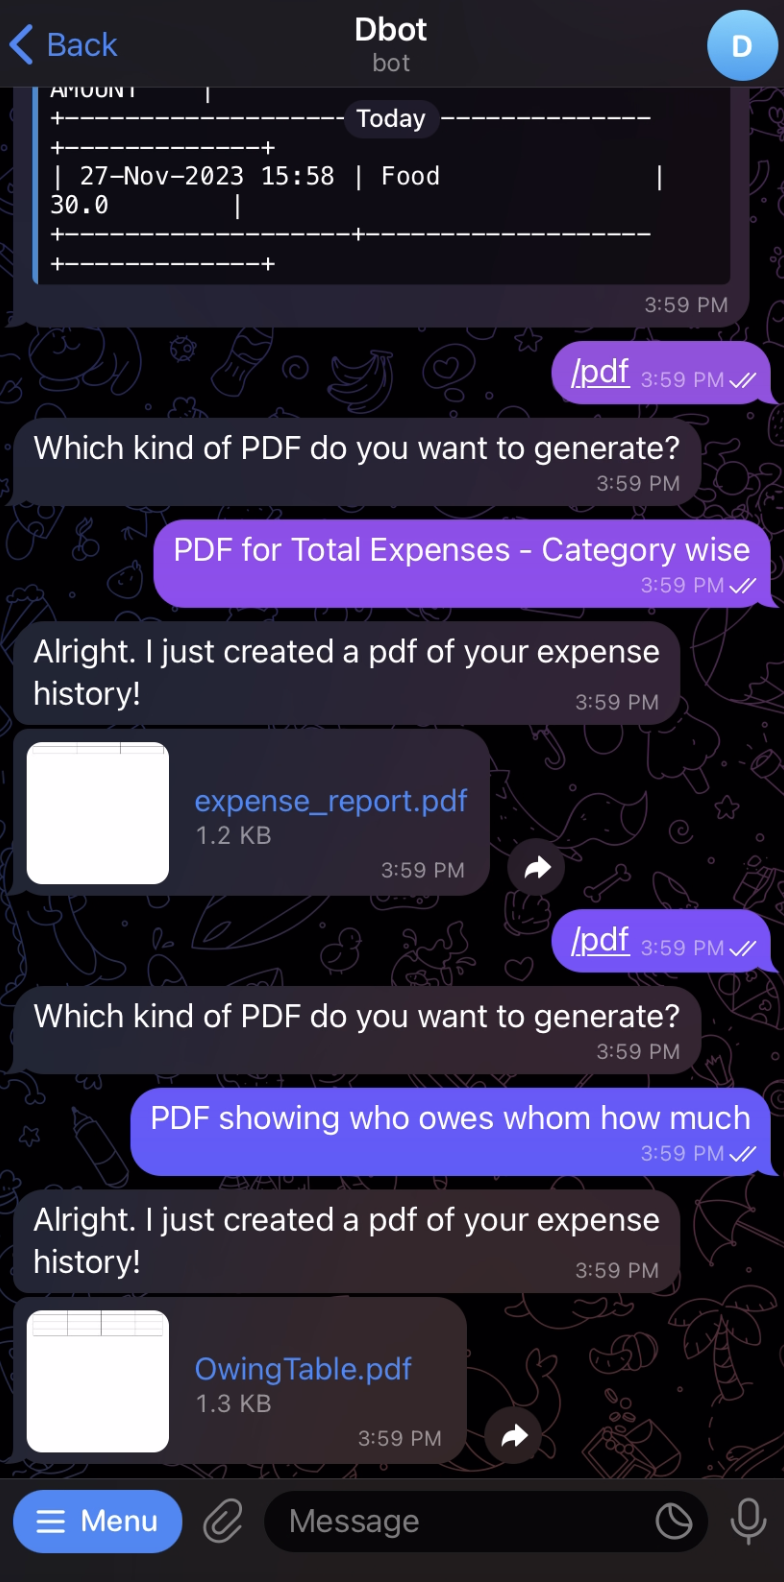 Back
Dbot
bot
D
AMOUNT |
Today
+-------------------- --------------
+-------------+
| 27-Nov-2023 15:58 | Food |
30.0 |
+-------------------+-------------------
+-------------+
3:59 PM
/pdf 3:59 PM
Which kind of PDF do you want to generate?
3:59 PM
PDF for Total Expenses - Category wise
3:59 PM
Alright. I just created a pdf of your expense
history!
3:59 PM
expense_report.pdf
1.2 KB
3:59 PM
/pdf 3:59 PM
Which kind of PDF do you want to generate?
3:59 PM
PDF showing who owes whom how much
3:59 PM
Alright. I just created a pdf of your expense
history!
3:59 PM
OwingTable.pdf
1.3 KB
3:59 PM
Menu
Message